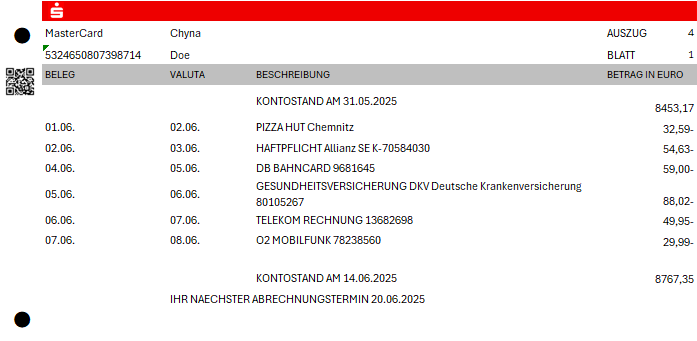 MasterCard Chyna AUSZUG 4
5324650807398714 Doe BLATT 1
BELEG VALUTA BESCHREIBUNG BETRAG IN EURO
KONTOSTAND AM 31.05.2025 8453,17
01.06. 02.06. PIZZA HUT Chemnitz 32,59-
02.06. 03.06. HAFTPFLICHT Allianz SE K-70584030 54,63-
04.06. 05.06. DB BAHNCARD 9681645 59,00-
05.06. 06.06. GESUNDHEITSVERSICHERUNG DKV Deutsche Krankenversicherung
80105267 88,02-
06.06. 07.06. TELEKOM RECHNUNG 13682698 49,95-
07.06. 08.06. O2 MOBILFUNK 78238560 29,99-
KONTOSTAND AM 14.06.2025 8767,35
IHR NAECHSTER ABRECHNUNGSTERMIN 20.06.2025